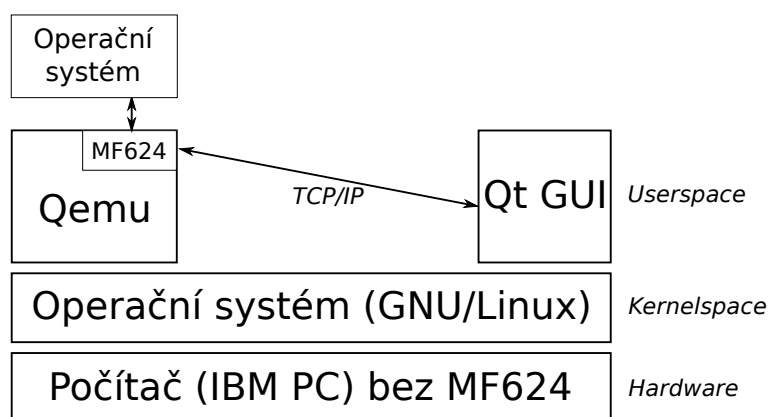 Operační
systém
MF624
Qemu
TCP/IP
Qt GUI
Userspace
Operační systém (GNU/Linux)
Kernelspace
Počítač (IBM PC) bez MF624
Hardware